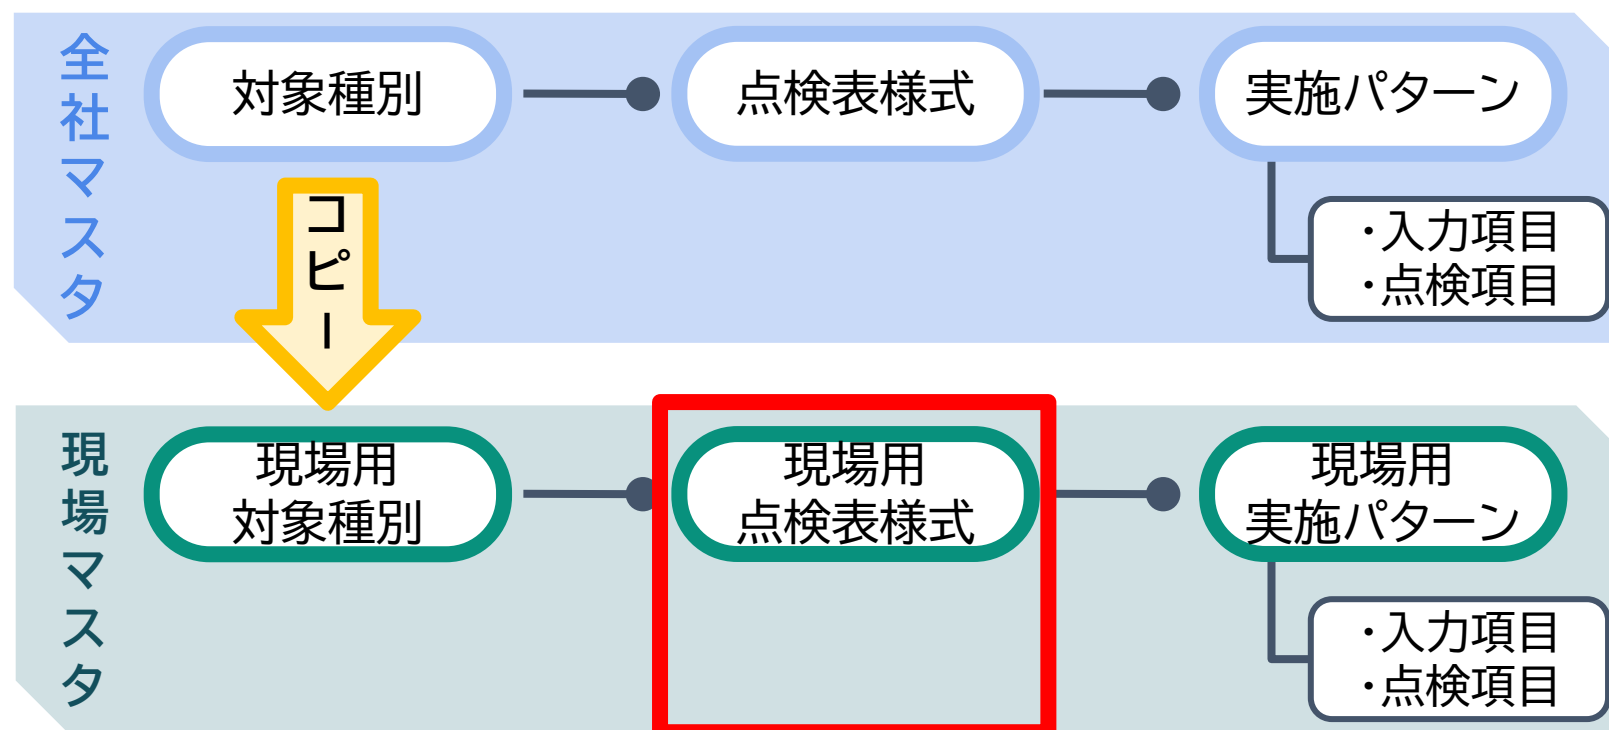 全社マスタ
対象種別
点検表様式
実施パターン
・入力項目
・点検項目
コピー
現場マスタ
現場用
対象種別
現場用
点検表様式
現場用
実施パターン
・入力項目
・点検項目